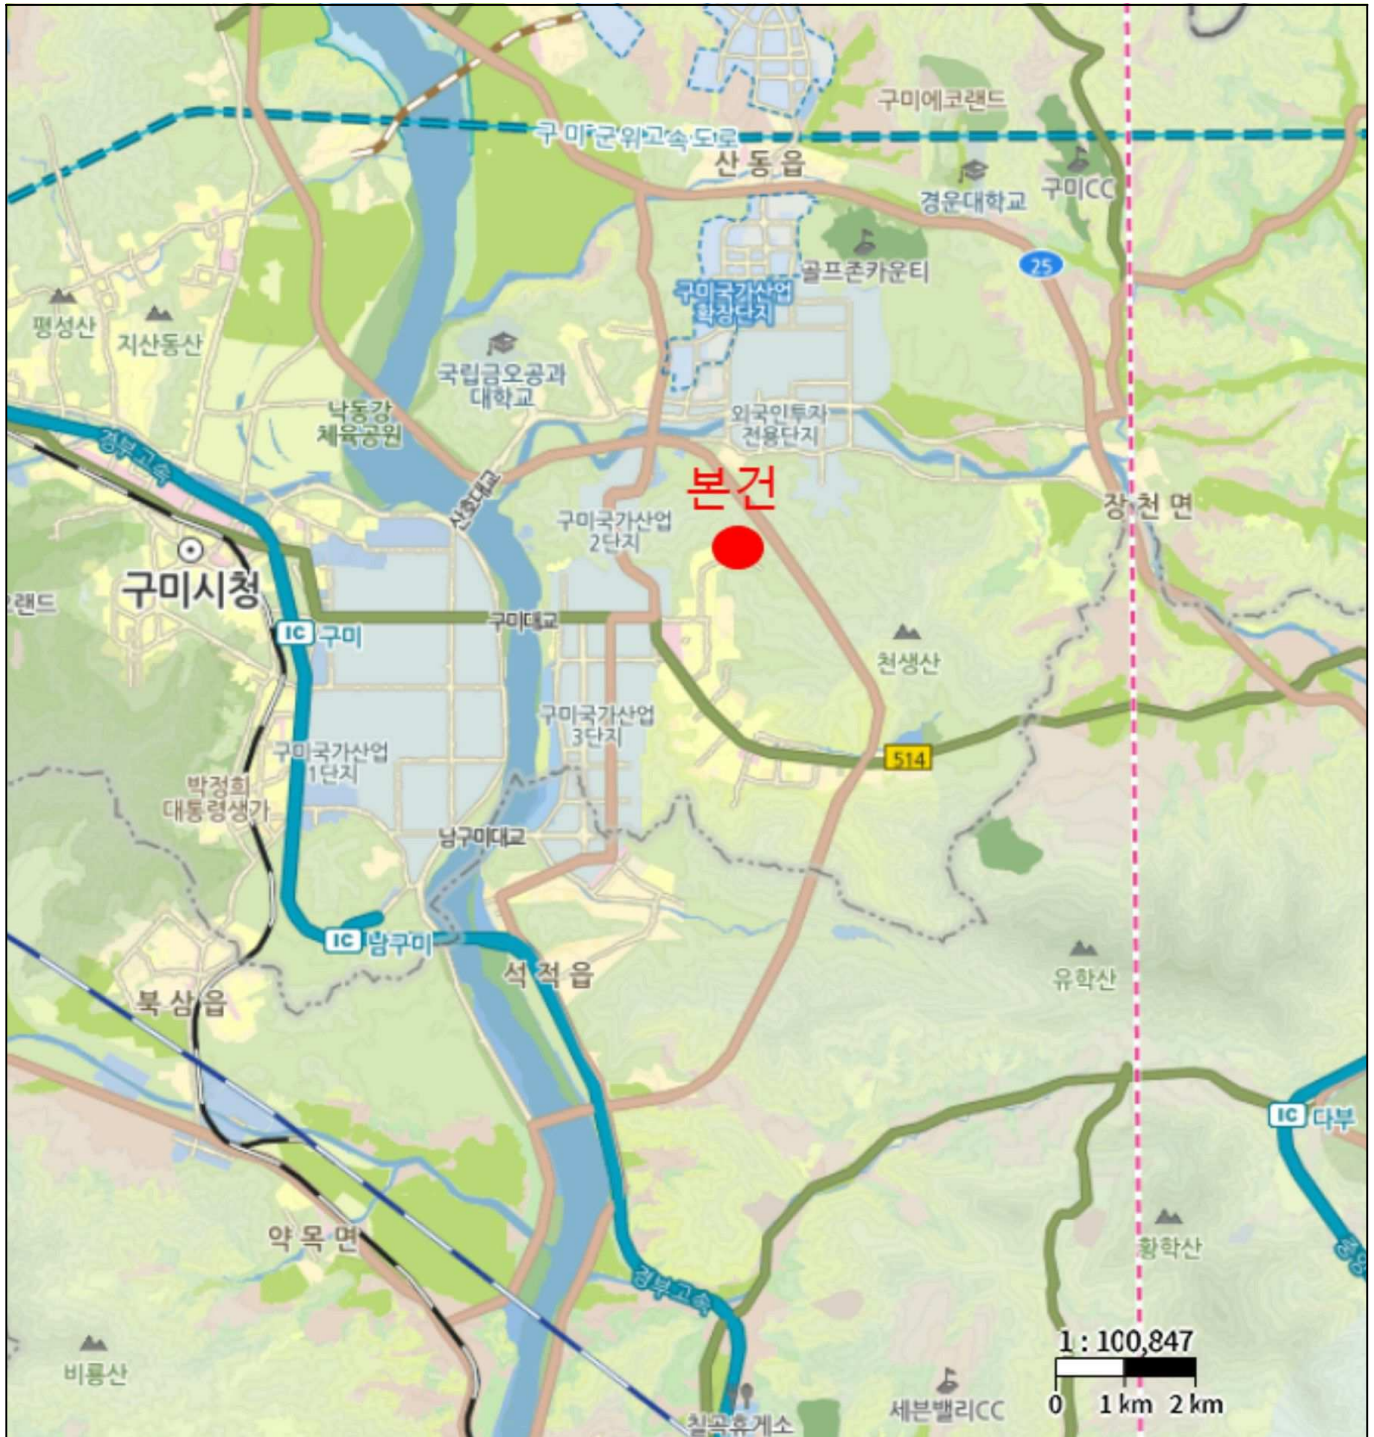 구미에코랜드
구미군위고속도로
산동읍
경운대학교
구미CC
골프존카운티
25
구미국가산업
확장단지
평성산
지산동산
국립금오공과
대학교
낙동강
체육공원
외국인투자
전용단지
경부고속
산호대교
본건
구미국가산업
2단지
장천면
구미시청
랜드
IC 구미
구미대교
천생산
구미국가산업
3단지
구미국가산업
1단지
514
박정희
대통령생가
남구미대교
IC 남구미
석적읍
유학산
북삼읍
IC 다부
약목면
황학산
경부고속
1 : 100,847
비룡산
세븐밸리CC
0 1 km 2 km
칠곡휴게소